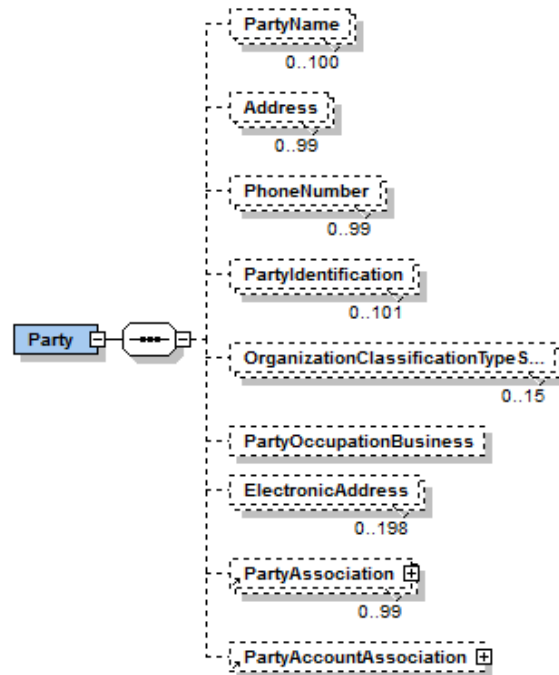 PartyName
0..100
Address
0..99
PhoneNumber
0..99
PartyIdentification
0..101
Party
OrganizationClassificationTypeS...
0..15
PartyOccupationBusiness
ElectronicAddress
0..198
PartyAssociation
0..99
PartyAccountAssociation